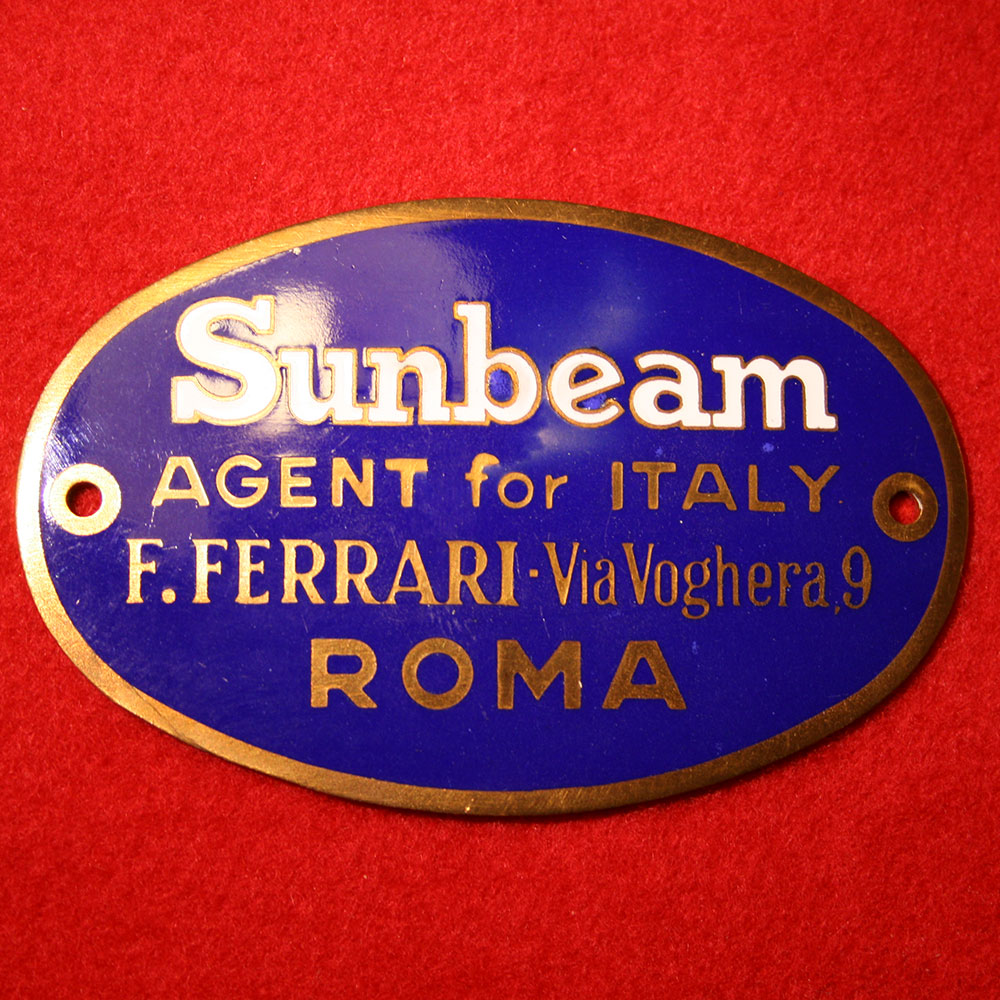 Sunbeam
AGENT for ITALY
F. FERRARI · Via Voghera, 9
ROMA